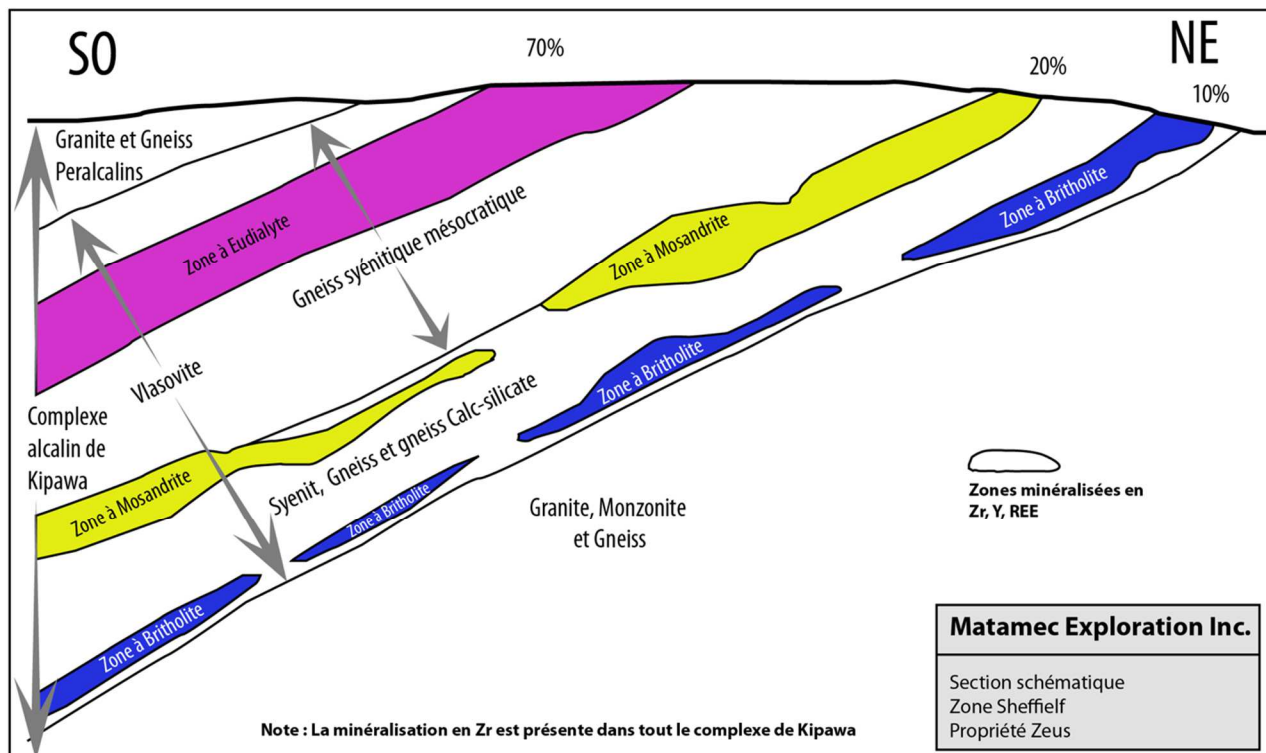 SO
70%
NE
20%
10%
Granite et Gneiss
Peralcalins
Zone à Eudialyte
Gneiss syénitique mésocratique
Zone à Mosandrite
Zone à Britholite
Vlasovite
Zone à Britholite
Complexe
alcalin de
Kipawa
Zone à Mosandrite
Syenit, Gneiss et gneiss Calc-silicate
Zone à Britholite
Granite, Monzonite
et Gneiss
Zone à Britholite
Zones minéralisées en
Zr, Y, REE
Matamec Exploration Inc.
Section schématique
Zone Sheffielf
Propriété Zeus
Note : La minéralisation en Zr est présente dans tout le complexe de Kipawa